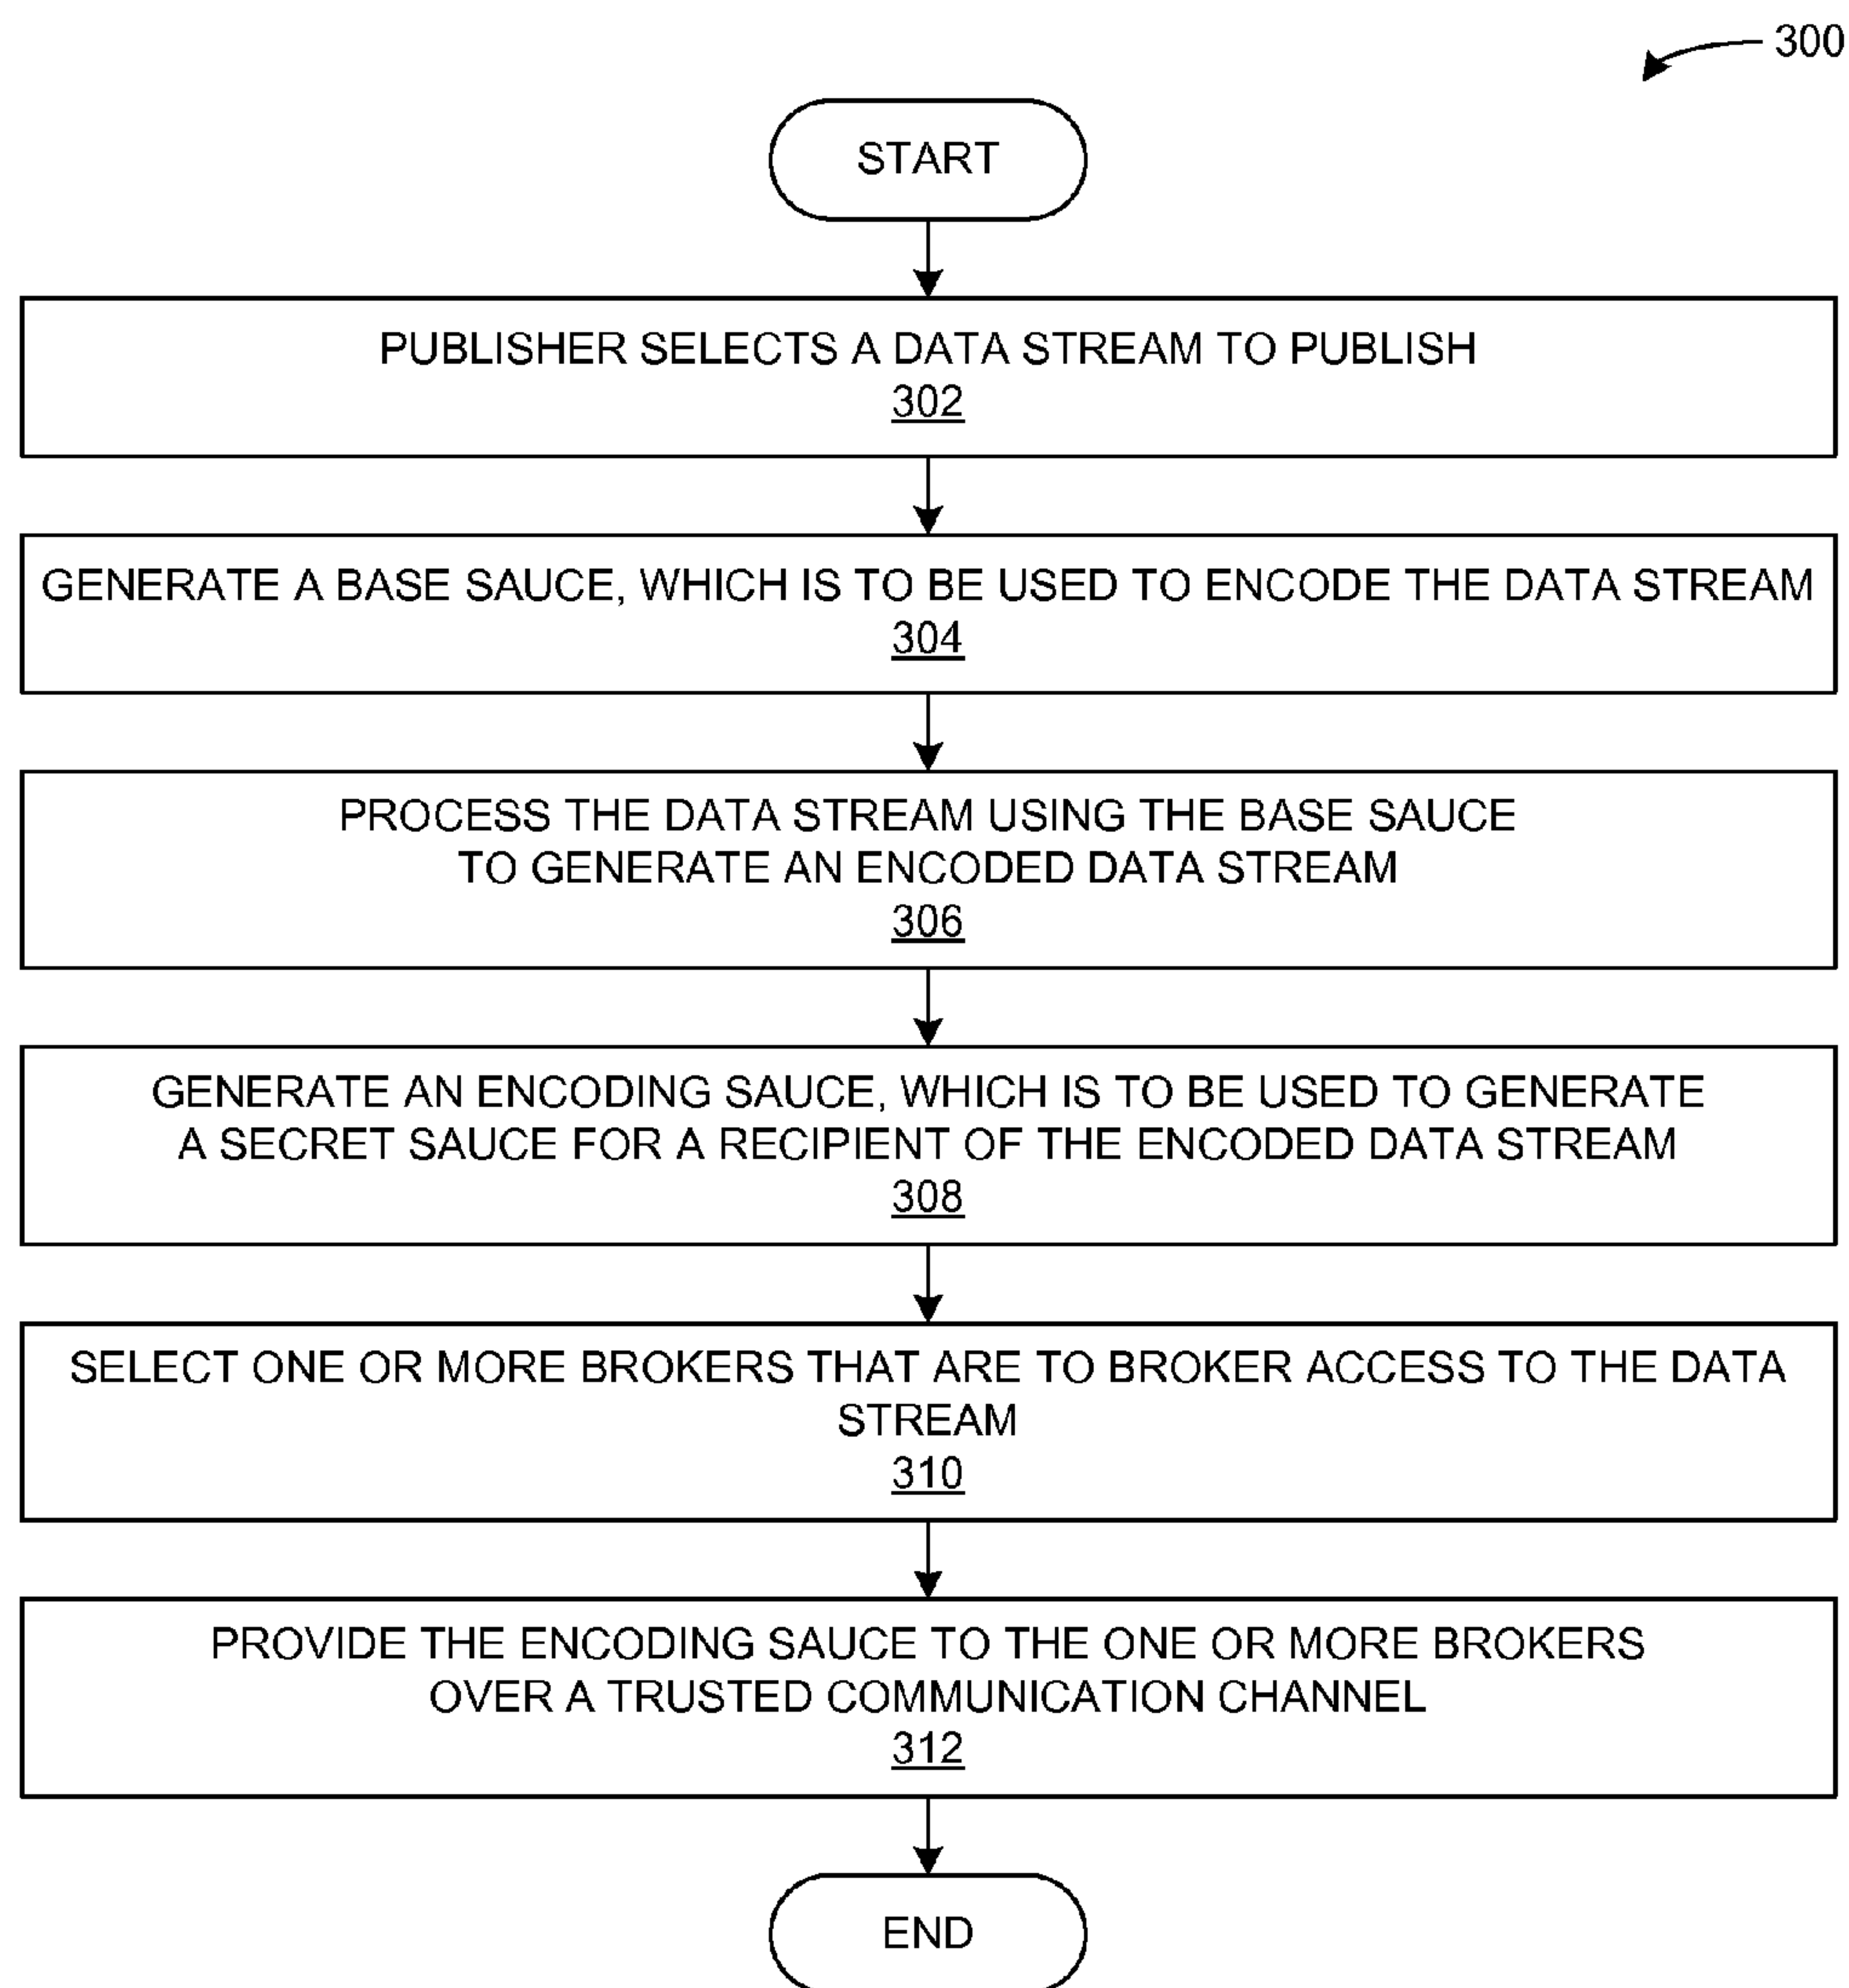 300
START
PUBLISHER SELECTS A DATA STREAM TO PUBLISH
302
GENERATE A BASE SAUCE, WHICH IS TO BE USED TO ENCODE THE DATA STREAM
304
PROCESS THE DATA STREAM USING THE BASE SAUCE
TO GENERATE AN ENCODED DATA STREAM
306
GENERATE AN ENCODING SAUCE, WHICH IS TO BE USED TO GENERATE
A SECRET SAUCE FOR A RECIPIENT OF THE ENCODED DATA STREAM
308
SELECT ONE OR MORE BROKERS THAT ARE TO BROKER ACCESS TO THE DATA
STREAM
310
PROVIDE THE ENCODING SAUCE TO THE ONE OR MORE BROKERS
OVER A TRUSTED COMMUNICATION CHANNEL
312
END